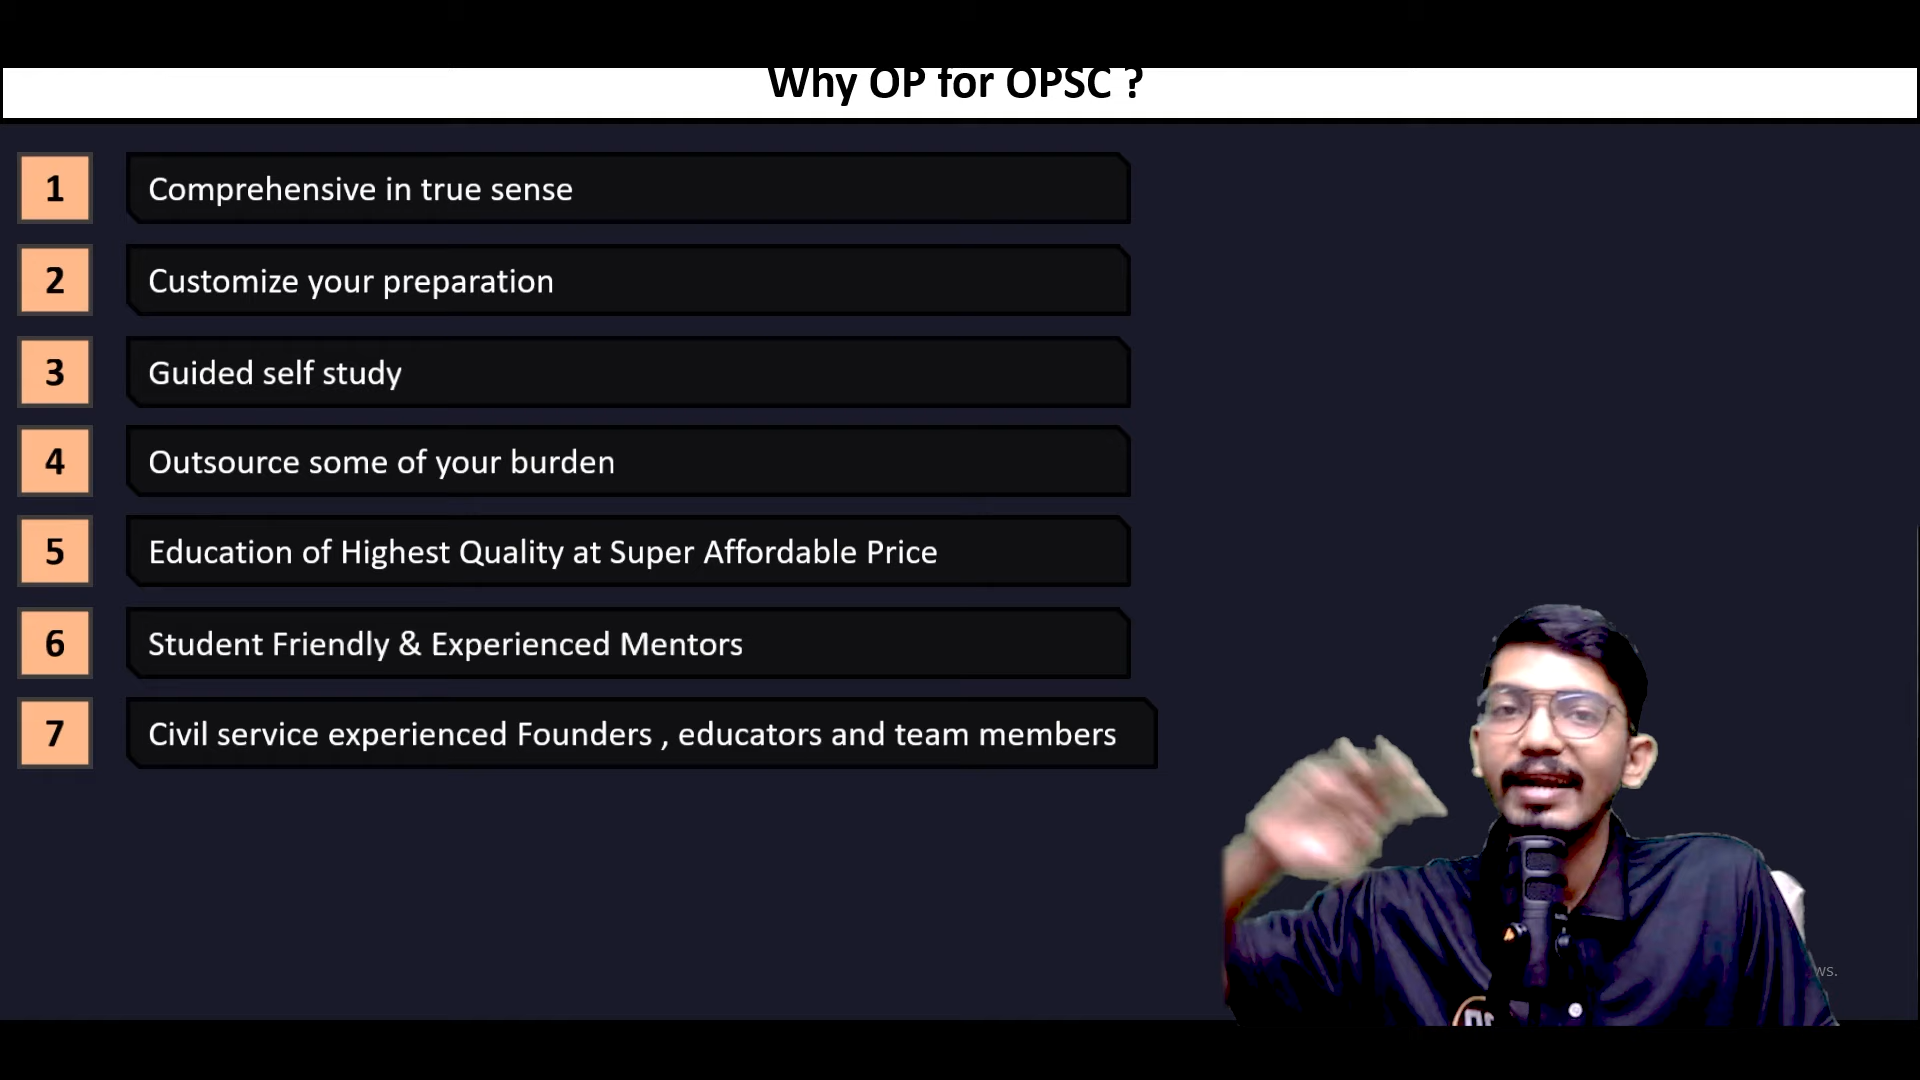 Why OP for OPSC ?
1
Comprehensive in true sense
2
Customize your preparation
3
Guided self study
4
Outsource some of your burden
5
Education of Highest Quality at Super Affordable Price
6
Student Friendly & Experienced Mentors
7
Civil service experienced Founders , educators and team members